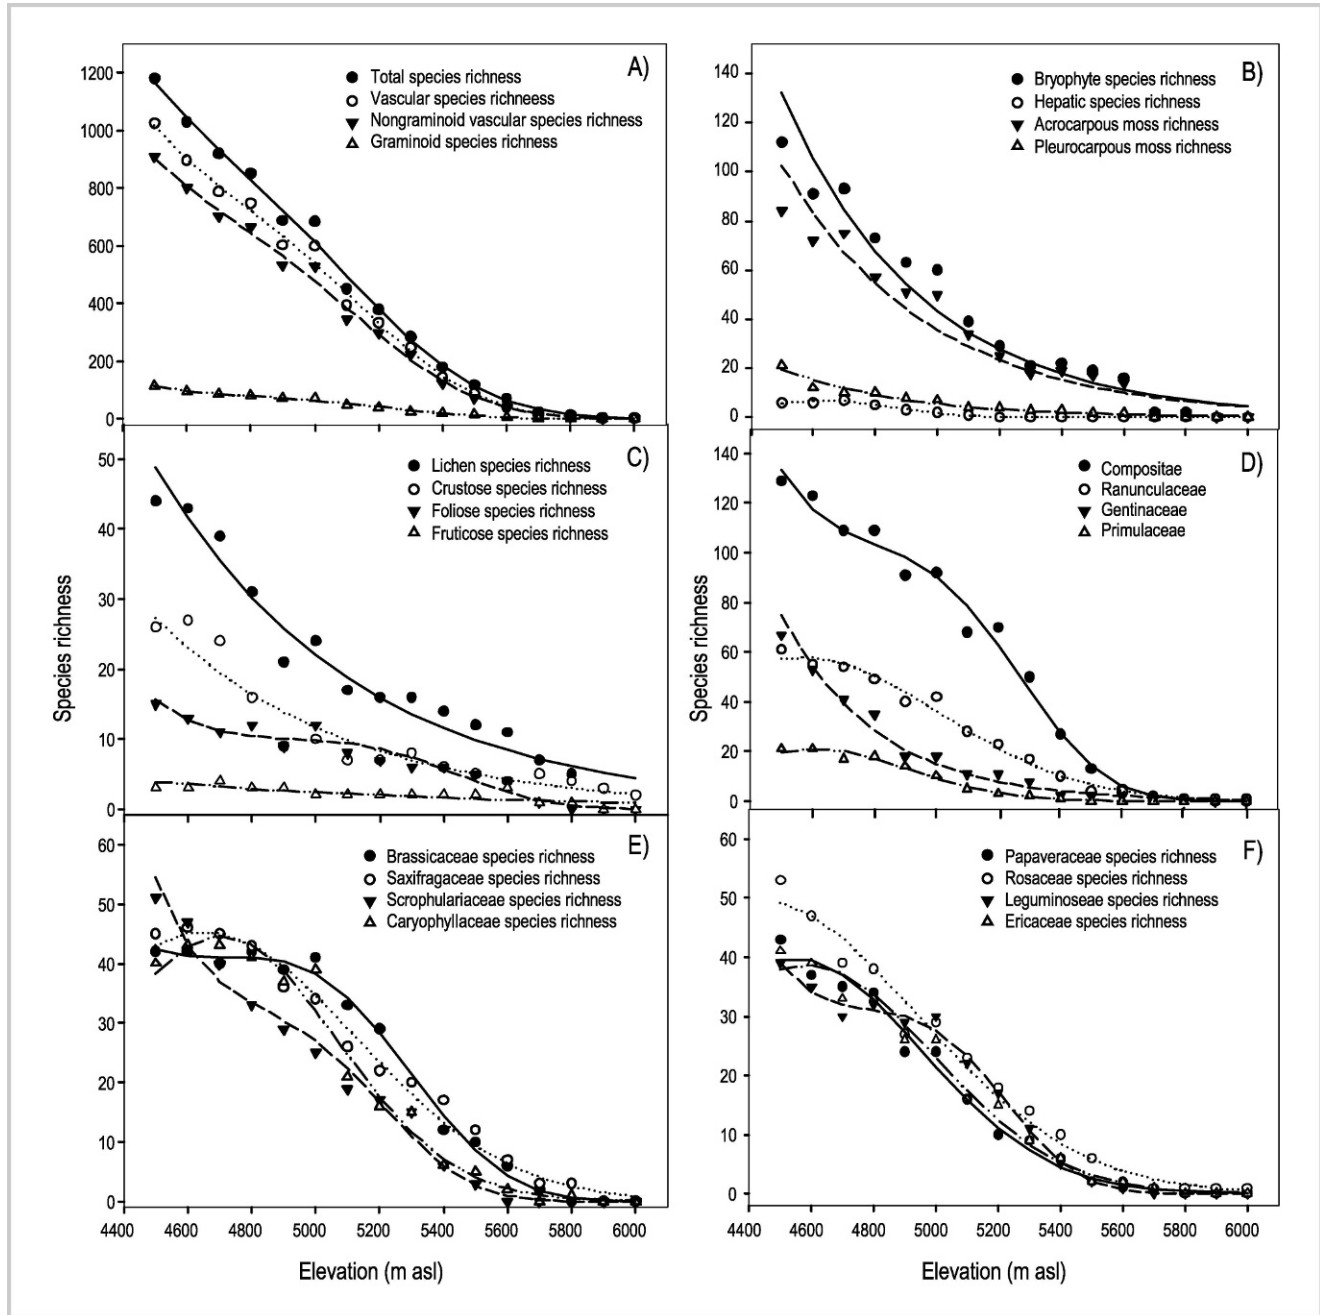 A)
Total species richness
Vascular species richneess
Nongraminoid vascular species richness
Graminoid species richness
1200
1000
800
600
400
200
0
B)
Bryophyte species richness
Hepatic species richness
Acrocarpous moss richness
Pleurocarpous moss richness
140
120
100
80
60
40
20
0
C)
Lichen species richness
Crustose species richness
Foliose species richness
Fruticose species richness
50
40
30
20
10
0
Species richness
D)
Compositae
Ranunculaceae
Gentinaceae
Primulaceae
140
120
100
80
60
40
20
0
Species richness
E)
Brassicaceae species richness
Saxifragaceae species richness
Scrophulariaceae species richness
Caryophyllaceae species richness
60
50
40
30
20
10
0
4400 4600 4800 5000 5200 5400 5600 5800 6000
Elevation (m asl)
F)
Papaveraceae species richness
Rosaceae species richness
Leguminoseae species richness
Ericaceae species richness
60
50
40
30
20
10
0
4400 4600 4800 5000 5200 5400 5600 5800 6000
Elevation (m asl)